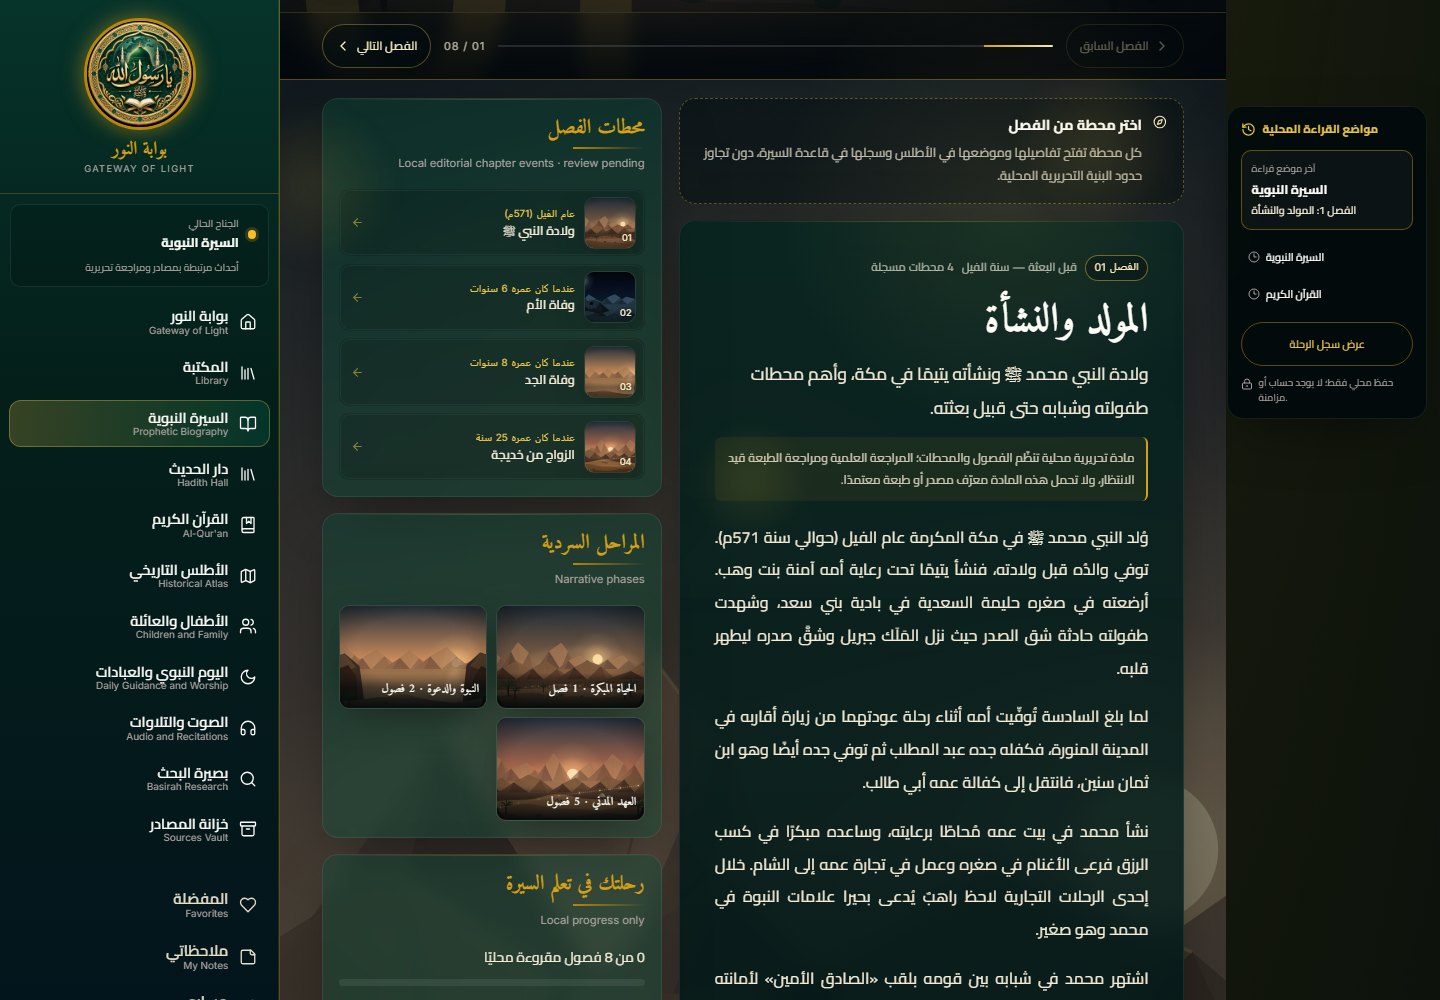 يا رسول الله
بوابة النور
GATEWAY OF LIGHT
الجناح الحالي
السيرة النبوية
أحداث مرتبطة بمصادر ومراجعة تحريرية
بوابة النور
Gateway of Light
المكتبة
Library
السيرة النبوية
Prophetic Biography
دار الحديث
Hadith Hall
القرآن الكريم
Al-Qur'an
الأطلس التاريخي
Historical Atlas
الأطفال والعائلة
Children and Family
اليوم النبوي والعبادات
Daily Guidance and Worship
الصوت والتلاوات
Audio and Recitations
بصيرة البحث
Basirah Research
خزانة المصادر
Sources Vault
المفضلة
Favorites
ملاحظاتي
My Notes
الفصل السابق
01 / 08
الفصل التالي
اختر محطة من الفصل
كل محطة تفتح تفاصيلها وموضعها في الأطلس وسجلها في قاعدة السيرة، دون تجاوز
حدود البنية التحريرية المحلية.
الفصل 01
قبل البعثة — سنة الفيل
4 محطات مسجلة
المولد والنشأة
ولادة النبي محمد ﷺ ونشأته يتيمًا في مكة، وأهم محطات
طفولته وشبابه حتى قبيل بعثته.
مادة تحريرية محلية تنظّم الفصول والمحطات؛ المراجعة العلمية ومراجعة الطبعة قيد
الانتظار، ولا تحمل هذه المادة معرّف مصدر أو طبعة معتمدًا.
وُلد النبي محمد ﷺ في مكة المكرمة عام الفيل (حوالي سنة 571م).
توفي والدُه قبل ولادته، فنشأ يتيمًا تحت رعاية أمه آمنة بنت وهب.
أرضعته في صغره حليمة السعدية في بادية بني سعد، وشهدت
طفولته حادثة شق الصدر حيث نزل المَلَك جبريل وشقَّ صدره ليطهر
قلبه.
لما بلغ السادسة تُوفِّيت أمه أثناء رحلة عودتهما من زيارة أقاربه في
المدينة المنورة، فكفله جده عبد المطلب ثم توفي جده أيضًا وهو ابن
ثمان سنين، فانتقل إلى كفالة عمه أبي طالب.
نشأ محمد في بيت عمه مُحاطًا برعايته، وساعده مبكرًا في كسب
الرزق فرعى الأغنام في صغره وعمل في تجارة عمه إلى الشام. خلال
إحدى الرحلات التجارية لاحظ راهبٌ يُدعى بحيرا علامات النبوة في
محمد وهو صغير.
اشتهر محمد في شبابه بين قومه بلقب «الصادق الأمين» لأمانته
محطات الفصل
Local editorial chapter events · review pending
عام الفيل (571م)
ولادة النبي ﷺ
01
عندما كان عمره 6 سنوات
وفاة الأم
02
عندما كان عمره 8 سنوات
وفاة الجد
03
عندما كان عمره 25 سنة
الزواج من خديجة
04
المراحل السردية
Narrative phases
الحياة المبكرة · 1 فصل
النبوة والدعوة · 2 فصول
العهد المدني · 5 فصول
رحلتك في تعلم السيرة
Local progress only
0 من 8 فصول مقروءة محليًا
مواضع القراءة المحلية
آخر موضع قراءة
السيرة النبوية
الفصل 1: المولد والنشأة
السيرة النبوية
القرآن الكريم
عرض سجل الرحلة
حفظ محلي فقط؛ لا يوجد حساب أو
مزامنة.